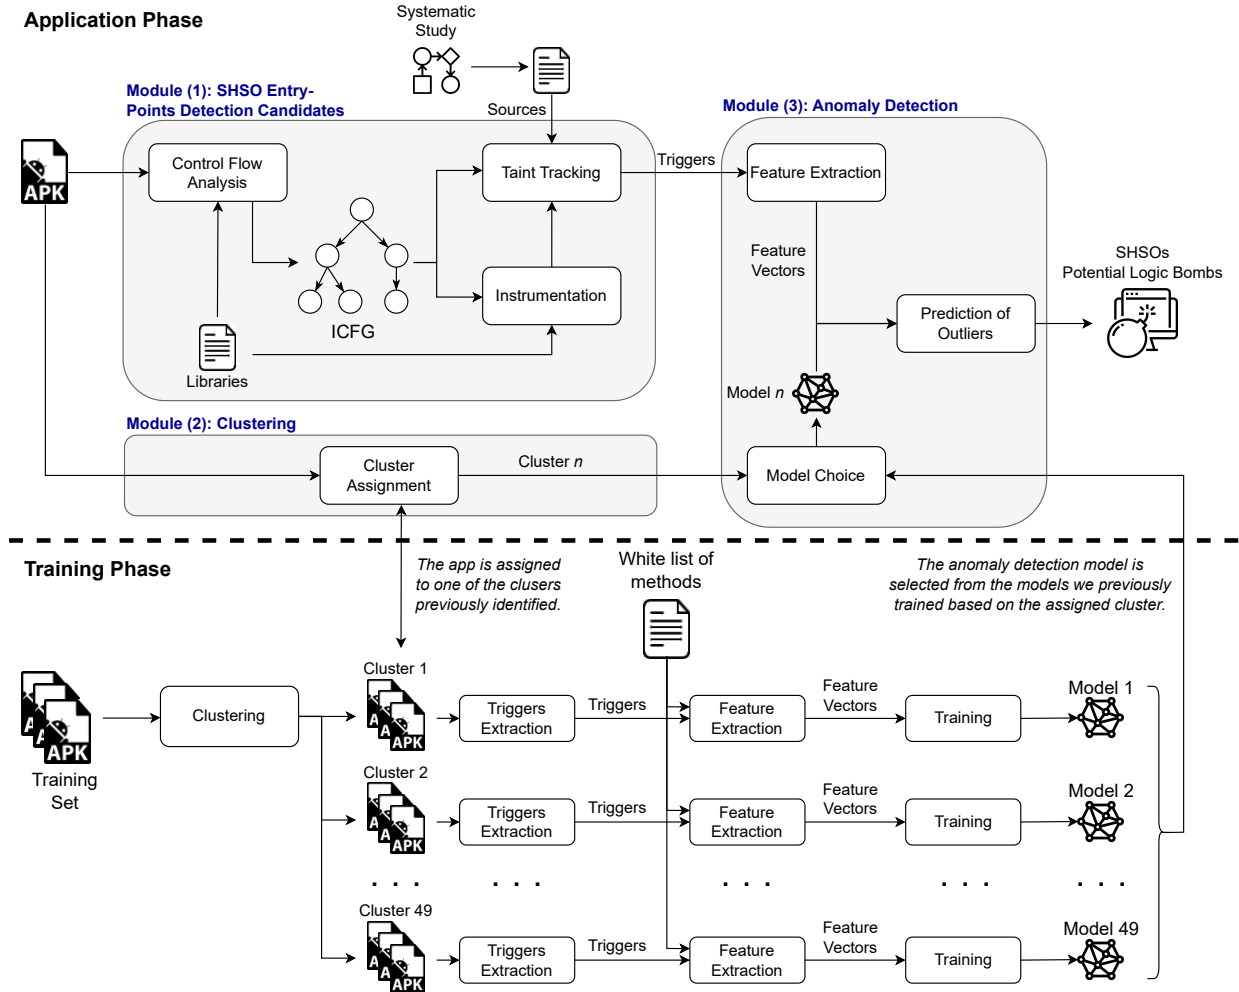 Application Phase
Systematic
Study
Module (1): SHSO Entry-
Points Detection Candidates
Sources
Module (3): Anomaly Detection
APK
Control Flow
Analysis
Taint Tracking
Triggers
Feature Extraction
ICFG
Instrumentation
Libraries
Feature
Vectors
SHSOs
Potential Logic Bombs
Prediction of
Outliers
Model n
Module (2): Clustering
Cluster
Assignment
Cluster n
Model Choice
Training Phase
The app is assigned
to one of the clusers
previously identified.
White list of
methods
The anomaly detection model is
selected from the models we previously
trained based on the assigned cluster.
A
A
APK
Training
Set
Clustering
Cluster 1
A
A
APK
Triggers
Extraction
Triggers
Feature
Extraction
Feature
Vectors
Training
Model 1
Cluster 2
A
A
APK
Triggers
Extraction
Triggers
Feature
Extraction
Feature
Vectors
Training
Model 2
. . .
. . .
. . .
. . .
. . .
Cluster 49
A
A
APK
Triggers
Extraction
Triggers
Feature
Extraction
Feature
Vectors
Training
Model 49